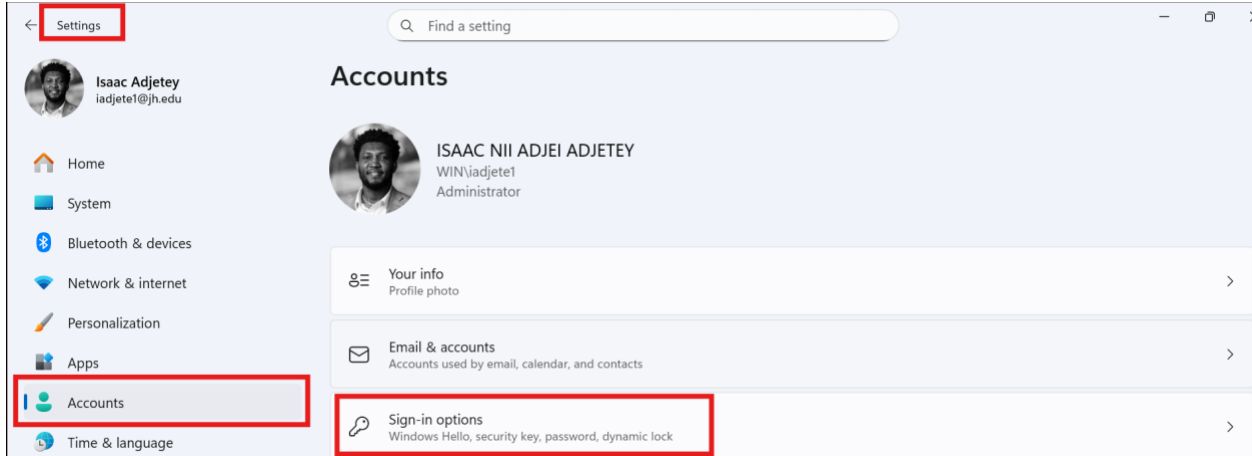 Settings
Find a setting
Isaac Adjetey
iadjete1@jh.edu
Home
System
Bluetooth & devices
Network & internet
Personalization
Apps
Accounts
Time & language
Accounts
ISAAC NII ADJEI ADJETEY
WIN\iadjete1
Administrator
Your info
Profile photo
Email & accounts
Accounts used by email, calendar, and contacts
Sign-in options
Windows Hello, security key, password, dynamic lock